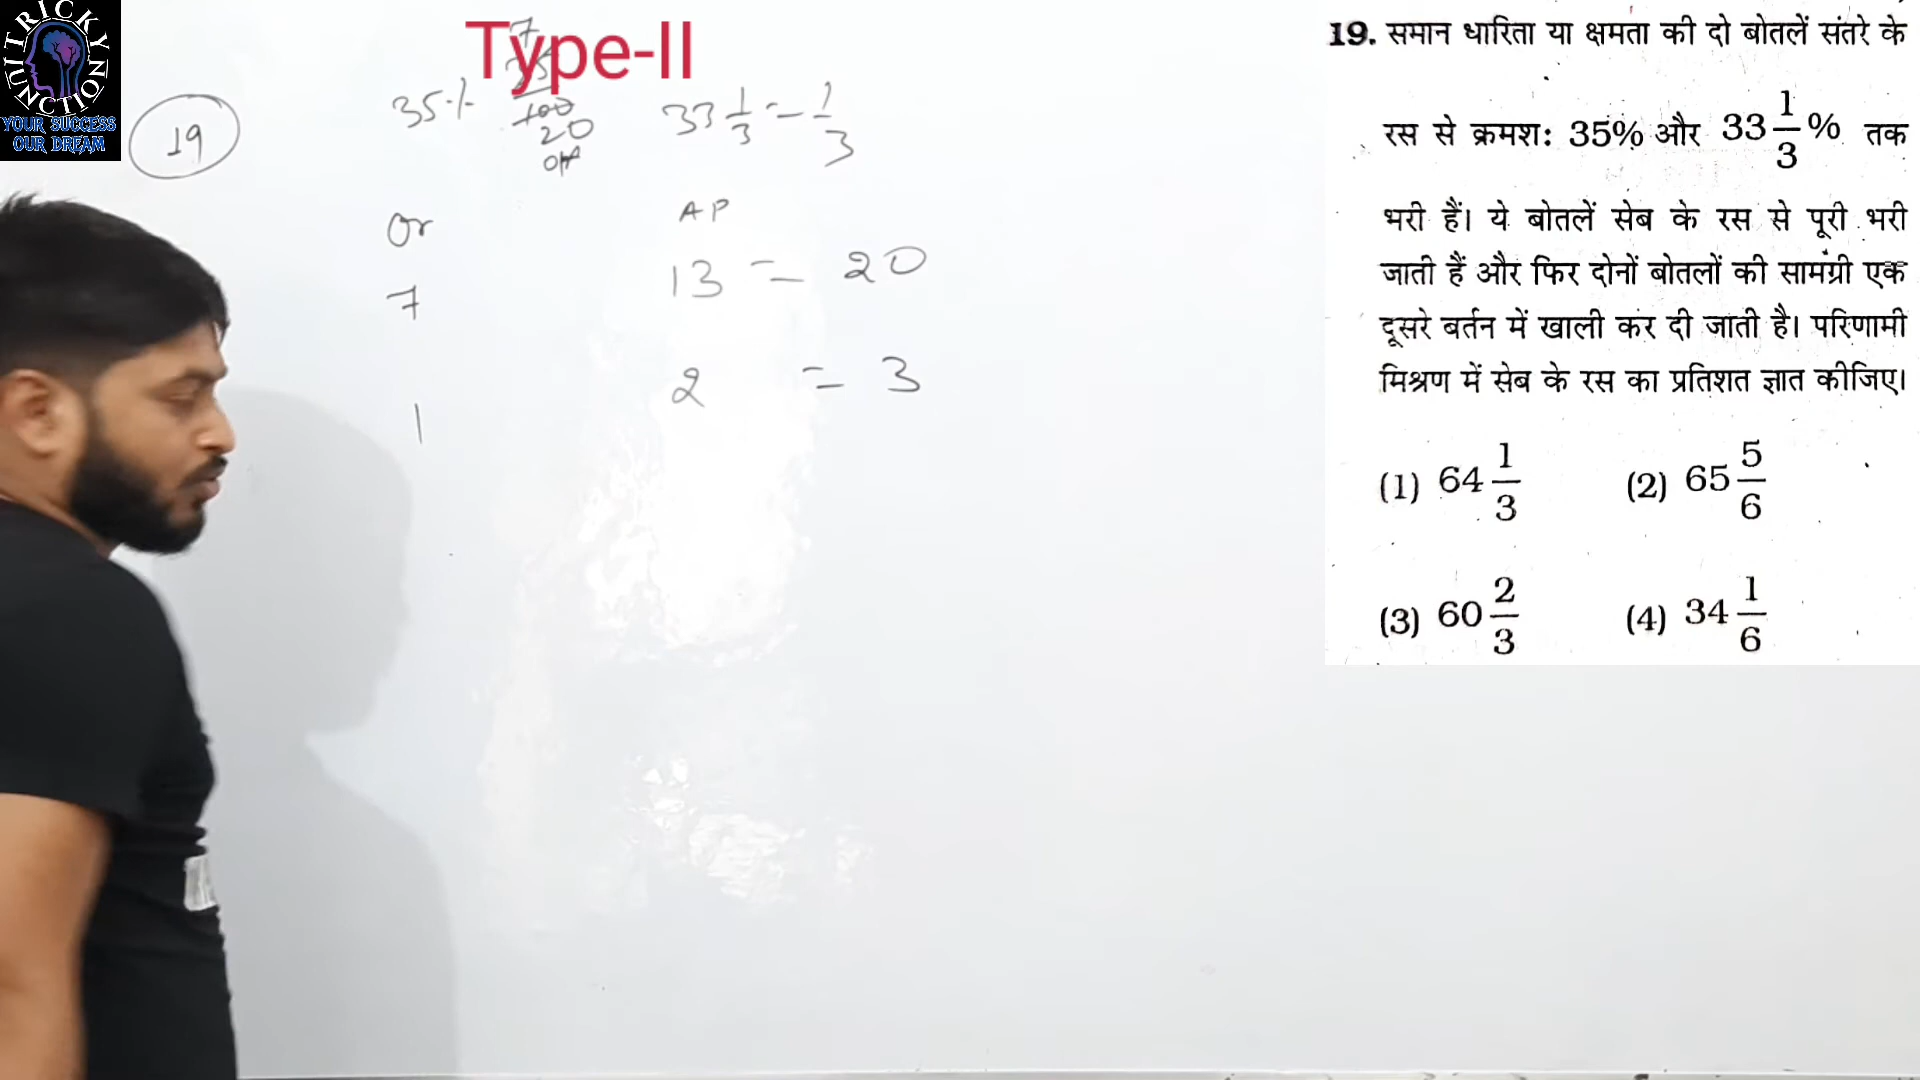 TRICKY
JUNCTION
YOUR SUCCESS
OUR DREAM
Type-II
19
35%
100
20
33 1/3 = 1/3
Or AP
7 13 = 20
1 2 = 3
19. समान धारिता या क्षमता की दो बोतलें संतरे के
रस से क्रमश: 35% और 33 1/3 % तक
भरी हैं। ये बोतलें सेब के रस से पूरी भरी
जाती हैं और फिर दोनों बोतलों की सामग्री एक
दूसरे बर्तन में खाली कर दी जाती है। परिणामी
मिश्रण में सेब के रस का प्रतिशत ज्ञात कीजिए।
(1) 64 1/3 (2) 65 5/6
(3) 60 2/3 (4) 34 1/6